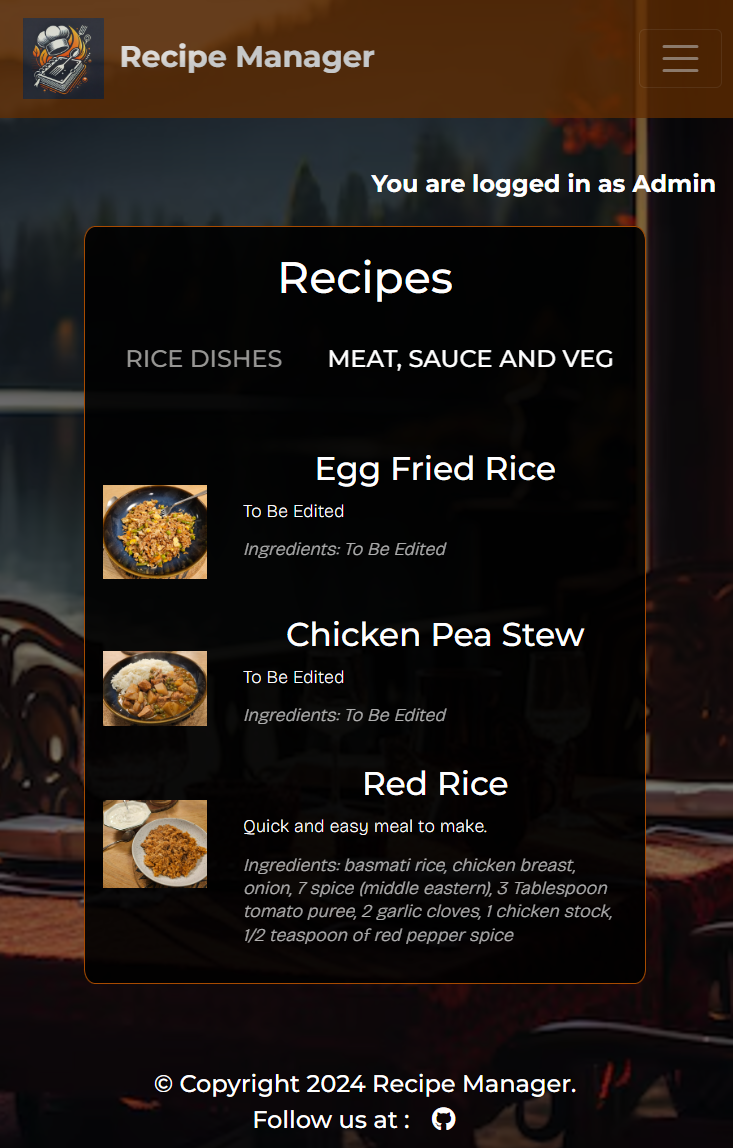 Recipe Manager
You are logged in as Admin
Recipes
RICE DISHES
MEAT, SAUCE AND VEG
Egg Fried Rice
To Be Edited
Ingredients: To Be Edited
Chicken Pea Stew
To Be Edited
Ingredients: To Be Edited
Red Rice
Quick and easy meal to make.
Ingredients: basmati rice, chicken breast,
onion, 7 spice (middle eastern), 3 Tablespoon
tomato puree, 2 garlic cloves, 1 chicken stock,
1/2 teaspoon of red pepper spice
© Copyright 2024 Recipe Manager.
Follow us at :